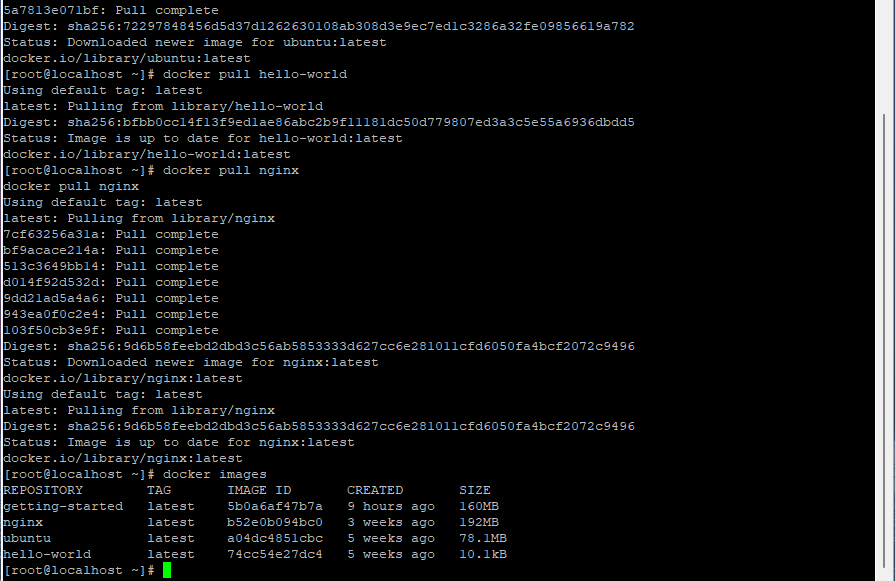 5a7813e071bf: Pull complete
Digest: sha256:72297848456d5d37d1262630108ab308d3e9ec7ed1c3286a32fe09856619a782
Status: Downloaded newer image for ubuntu:latest
docker.io/library/ubuntu:latest
[root@localhost ~]# docker pull hello-world
Using default tag: latest
latest: Pulling from library/hello-world
Digest: sha256:bfbb0cc14f13f9ed1ae86abc2b9f11181dc50d779807ed3a3c5e55a6936dbdd5
Status: Image is up to date for hello-world:latest
docker.io/library/hello-world:latest
[root@localhost ~]# docker pull nginx
docker pull nginx
Using default tag: latest
latest: Pulling from library/nginx
7cf63256a31a: Pull complete
bf9acace214a: Pull complete
513c3649bb14: Pull complete
d014f92d532d: Pull complete
9dd21ad5a4a6: Pull complete
943ea0f0c2e4: Pull complete
103f50cb3e9f: Pull complete
Digest: sha256:9d6b58feebd2dbd3c56ab5853333d627cc6e281011cfd6050fa4bcf2072c9496
Status: Downloaded newer image for nginx:latest
docker.io/library/nginx:latest
Using default tag: latest
latest: Pulling from library/nginx
Digest: sha256:9d6b58feebd2dbd3c56ab5853333d627cc6e281011cfd6050fa4bcf2072c9496
Status: Image is up to date for nginx:latest
docker.io/library/nginx:latest
[root@localhost ~]# docker images
REPOSITORY TAG IMAGE ID CREATED SIZE
getting-started latest 5b0a6af47b7a 9 hours ago 160MB
nginx latest b52e0b094bc0 3 weeks ago 192MB
ubuntu latest a04dc4851cbc 5 weeks ago 78.1MB
hello-world latest 74cc54e27dc4 5 weeks ago 10.1kB
[root@localhost ~]#